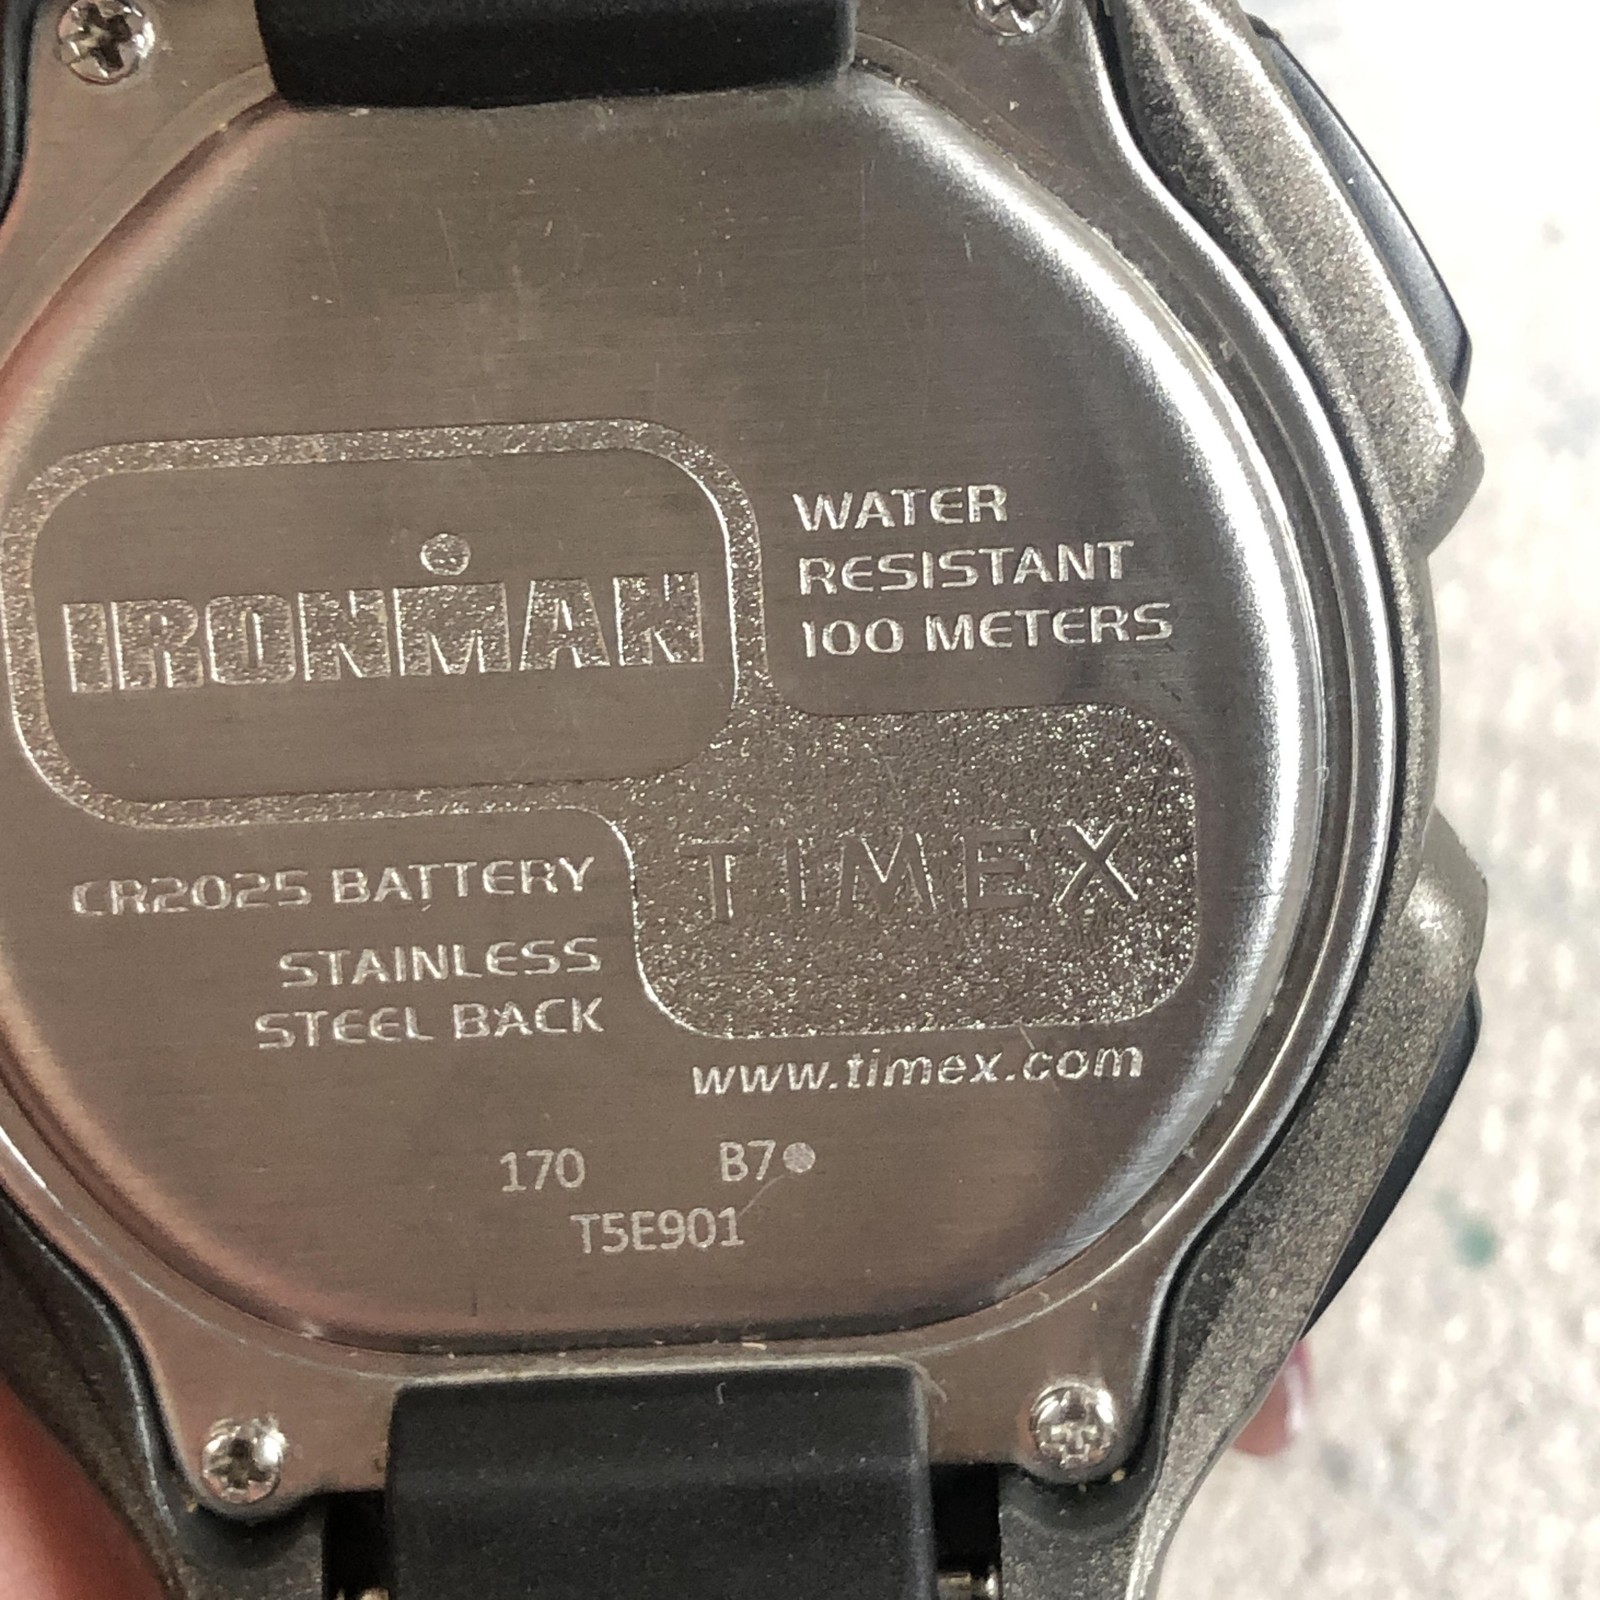 IRONMAN
WATER
RESISTANT
100 METERS
TIMEX
CR2025 BATTERY
STAINLESS
STEEL BACK
www.timex.com
170 B7●
T5E901